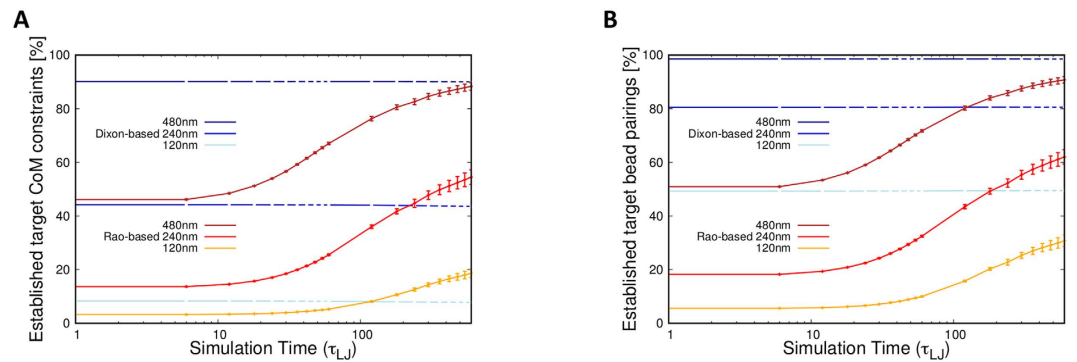 A
Established target CoM constraints [%]
100
80
60
40
20
0
480nm
Dixon-based 240nm
120nm
480nm
Rao-based 240nm
120nm
1 10 100
Simulation Time (τLJ)
B
Established target bead pairings [%]
100
80
60
40
20
0
480nm
Dixon-based 240nm
120nm
480nm
Rao-based 240nm
120nm
1 10 100
Simulation Time (τLJ)